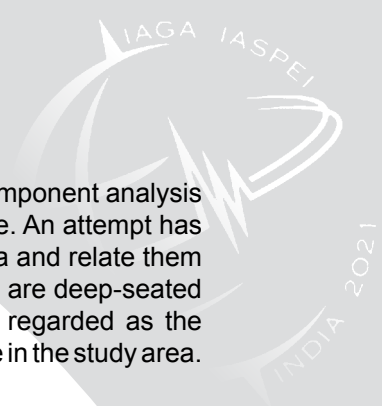 IAGA IASPEI
INDIA 2021
mponent analysis
e. An attempt has
a and relate them
are deep-seated
regarded as the
e in the study area.